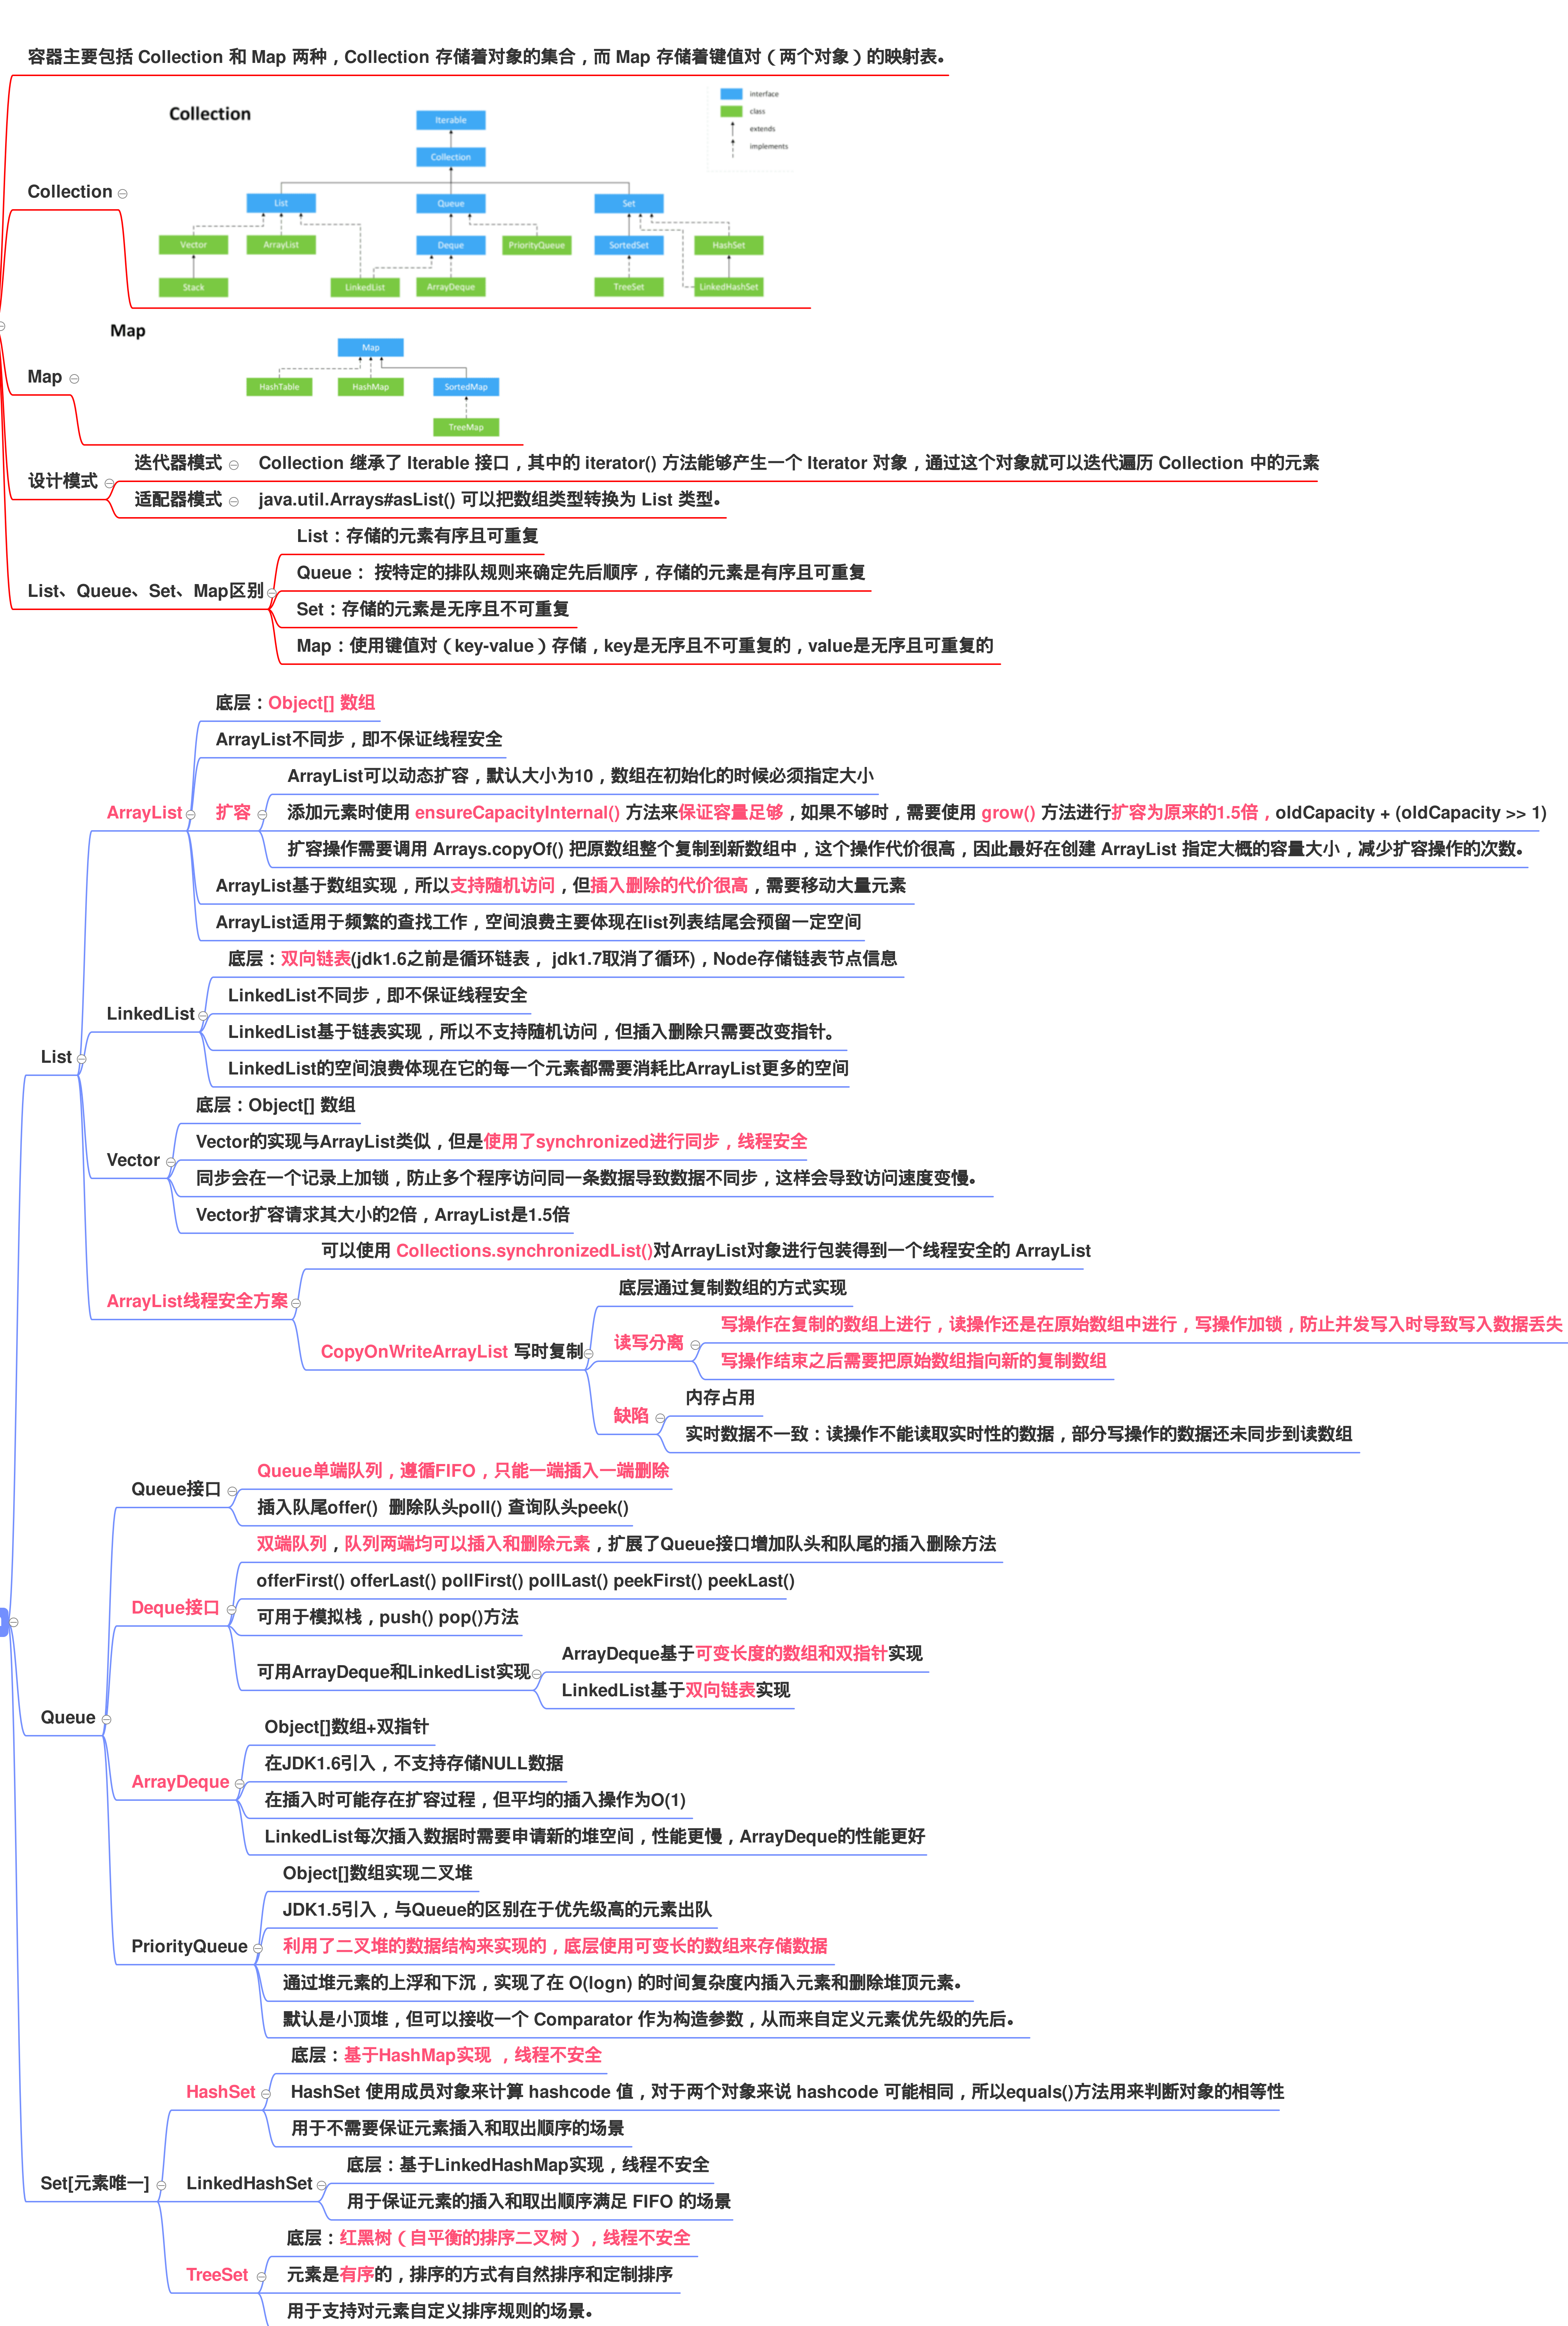 容器主要包括 Collection 和 Map 两种，Collection 存储着对象的集合，而 Map 存储着键值对（两个对象）的映射表。
Collection
Collection
interface
class
extends
implements
Iterable
Collection
List
Queue
Set
Vector
ArrayList
Deque
PriorityQueue
SortedSet
HashSet
Stack
LinkedList
ArrayDeque
TreeSet
LinkedHashSet
Map
Map
Map
HashTable
HashMap
SortedMap
TreeMap
设计模式
迭代器模式
Collection 继承了 Iterable 接口，其中的 iterator() 方法能够产生一个 Iterator 对象，通过这个对象就可以迭代遍历 Collection 中的元素
适配器模式
java.util.Arrays#asList() 可以把数组类型转换为 List 类型。
List、Queue、Set、Map区别
List：存储的元素有序且可重复
Queue： 按特定的排队规则来确定先后顺序，存储的元素是有序且可重复
Set：存储的元素是无序且不可重复
Map：使用键值对（key-value）存储，key是无序且不可重复的，value是无序且可重复的
List
ArrayList
底层：Object[] 数组
ArrayList不同步，即不保证线程安全
扩容
ArrayList可以动态扩容，默认大小为10，数组在初始化的时候必须指定大小
添加元素时使用 ensureCapacityInternal() 方法来保证容量足够，如果不够时，需要使用 grow() 方法进行扩容为原来的1.5倍，oldCapacity + (oldCapacity >> 1)
扩容操作需要调用 Arrays.copyOf() 把原数组整个复制到新数组中，这个操作代价很高，因此最好在创建 ArrayList 指定大概的容量大小，减少扩容操作的次数。
ArrayList基于数组实现，所以支持随机访问，但插入删除的代价很高，需要移动大量元素
ArrayList适用于频繁的查找工作，空间浪费主要体现在list列表结尾会预留一定空间
LinkedList
底层：双向链表(jdk1.6之前是循环链表， jdk1.7取消了循环)，Node存储链表节点信息
LinkedList不同步，即不保证线程安全
LinkedList基于链表实现，所以不支持随机访问，但插入删除只需要改变指针。
LinkedList的空间浪费体现在它的每一个元素都需要消耗比ArrayList更多的空间
Vector
底层：Object[] 数组
Vector的实现与ArrayList类似，但是使用了synchronized进行同步，线程安全
同步会在一个记录上加锁，防止多个程序访问同一条数据导致数据不同步，这样会导致访问速度变慢。
Vector扩容请求其大小的2倍，ArrayList是1.5倍
ArrayList线程安全方案
可以使用 Collections.synchronizedList()对ArrayList对象进行包装得到一个线程安全的 ArrayList
CopyOnWriteArrayList 写时复制
底层通过复制数组的方式实现
读写分离
写操作在复制的数组上进行，读操作还是在原始数组中进行，写操作加锁，防止并发写入时导致写入数据丢失
写操作结束之后需要把原始数组指向新的复制数组
缺陷
内存占用
实时数据不一致：读操作不能读取实时性的数据，部分写操作的数据还未同步到读数组
Queue
Queue接口
Queue单端队列，遵循FIFO，只能一端插入一端删除
插入队尾offer()  删除队头poll() 查询队头peek()
Deque接口
双端队列，队列两端均可以插入和删除元素，扩展了Queue接口增加队头和队尾的插入删除方法
offerFirst() offerLast() pollFirst() pollLast() peekFirst() peekLast()
可用于模拟栈，push() pop()方法
可用ArrayDeque和LinkedList实现
ArrayDeque基于可变长度的数组和双指针实现
LinkedList基于双向链表实现
ArrayDeque
Object[]数组+双指针
在JDK1.6引入，不支持存储NULL数据
在插入时可能存在扩容过程，但平均的插入操作为O(1)
LinkedList每次插入数据时需要申请新的堆空间，性能更慢，ArrayDeque的性能更好
PriorityQueue
Object[]数组实现二叉堆
JDK1.5引入，与Queue的区别在于优先级高的元素出队
利用了二叉堆的数据结构来实现的，底层使用可变长的数组来存储数据
通过堆元素的上浮和下沉，实现了在 O(logn) 的时间复杂度内插入元素和删除堆顶元素。
默认是小顶堆，但可以接收一个 Comparator 作为构造参数，从而来自定义元素优先级的先后。
Set[元素唯一]
HashSet
底层：基于HashMap实现 ，线程不安全
HashSet 使用成员对象来计算 hashcode 值，对于两个对象来说 hashcode 可能相同，所以equals()方法用来判断对象的相等性
用于不需要保证元素插入和取出顺序的场景
LinkedHashSet
底层：基于LinkedHashMap实现，线程不安全
用于保证元素的插入和取出顺序满足 FIFO 的场景
TreeSet
底层：红黑树（自平衡的排序二叉树），线程不安全
元素是有序的，排序的方式有自然排序和定制排序
用于支持对元素自定义排序规则的场景。